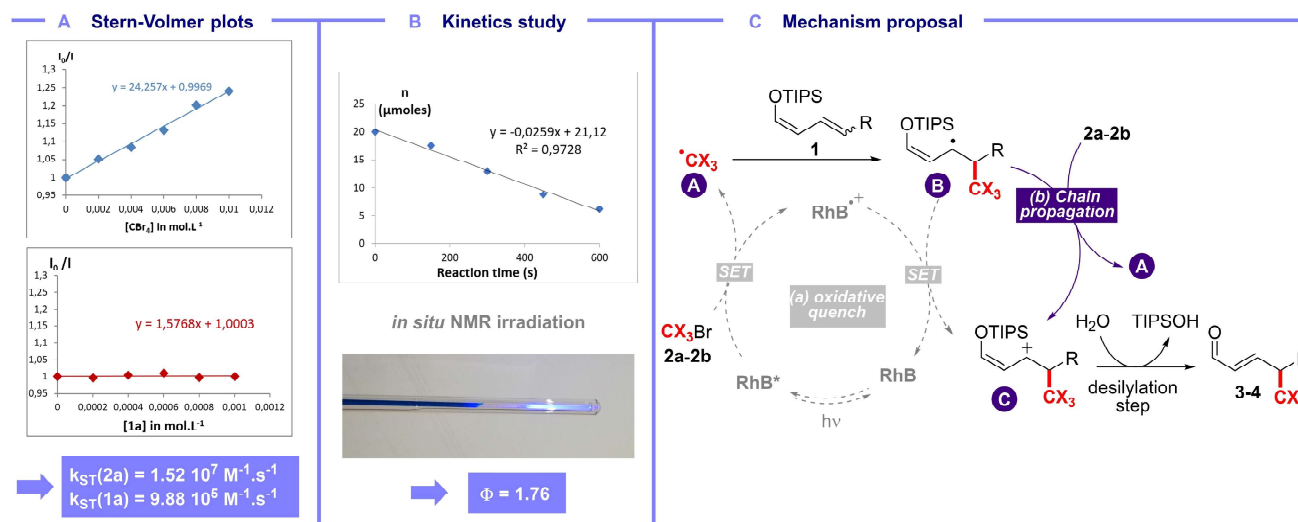 A Stern-Volmer plots
I₀/I
1,3
1,25
1,2
1,15
1,1
1,05
1
0,95
y = 24,257x + 0,9969
0 0,002 0,004 0,006 0,008 0,01 0,012
[CBr₄] in mol.L⁻¹
I₀/I
1,3
1,25
1,2
1,15
1,1
1,05
1
0,95
y = 1,5768x + 1,0003
0 0,0002 0,0004 0,0006 0,0008 0,001 0,0012
[1a] in mol.L⁻¹
k_ST(2a) = 1.52 10⁷ M⁻¹.s⁻¹
k_ST(1a) = 9.88 10⁵ M⁻¹.s⁻¹
B Kinetics study
n
(µmoles)
25
20
15
10
5
0
y = -0,0259x + 21,12
R² = 0,9728
0 200 400 600
Reaction time (s)
in situ NMR irradiation
Φ = 1.76
C Mechanism proposal
OTIPS
R
1
•CX₃
A
OTIPS
•
R
CX₃
B
2a-2b
(b) Chain
propagation
A
RhB•+
SET
SET
(a) oxidative
quench
CX₃Br
2a-2b
RhB*
RhB
hν
OTIPS
+
R
CX₃
C
H₂O
TIPSOH
desilylation
step
O
3-4